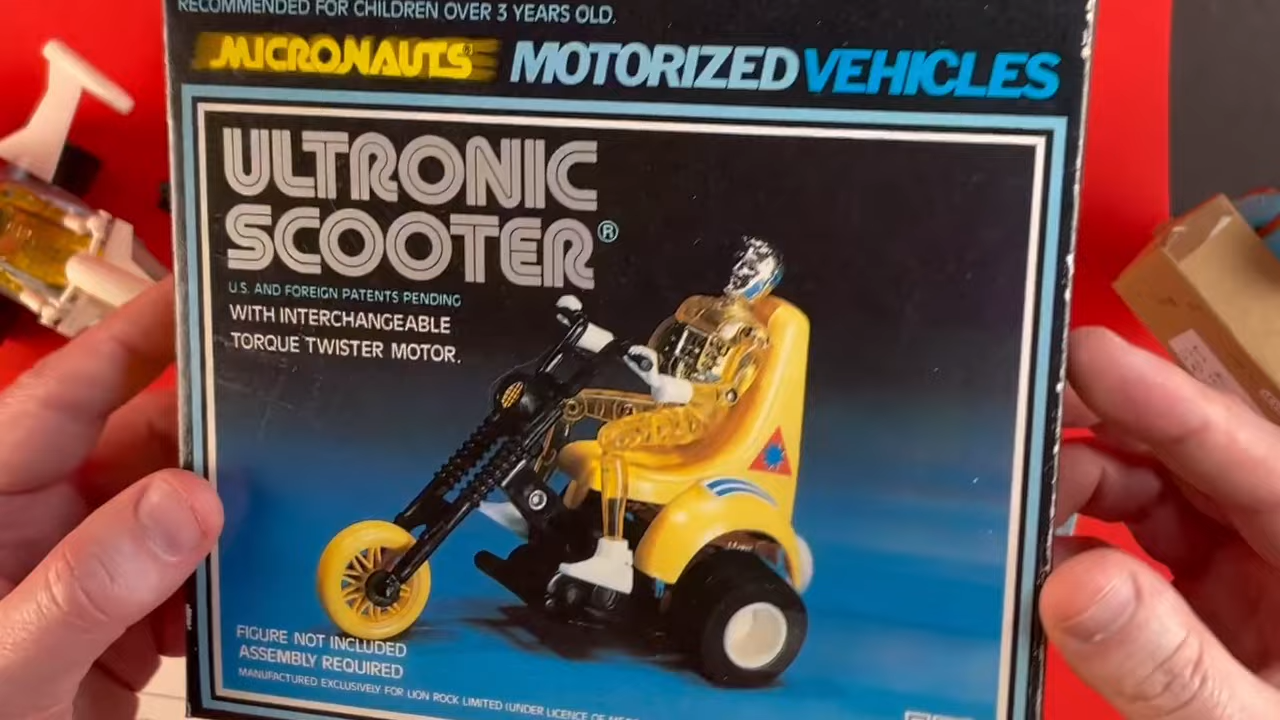 RECOMMENDED FOR CHILDREN OVER 3 YEARS OLD.
MICRONAUTS® MOTORIZED VEHICLES
ULTRONIC
SCOOTER®
U.S. AND FOREIGN PATENTS PENDING
WITH INTERCHANGEABLE
TORQUE TWISTER MOTOR.
FIGURE NOT INCLUDED
ASSEMBLY REQUIRED
MANUFACTURED EXCLUSIVELY FOR LION ROCK LIMITED (UNDER LICENCE OF